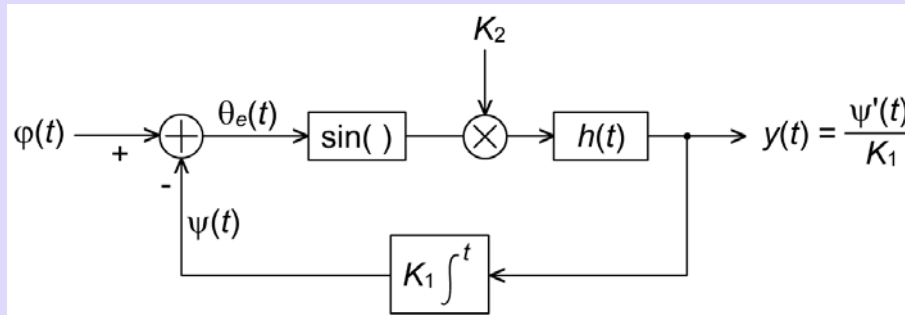 K₂
φ(t) + - θₑ(t) sin( ) × h(t) y(t) = ψ'(t)/K₁
ψ(t)
K₁ ∫ᵗ